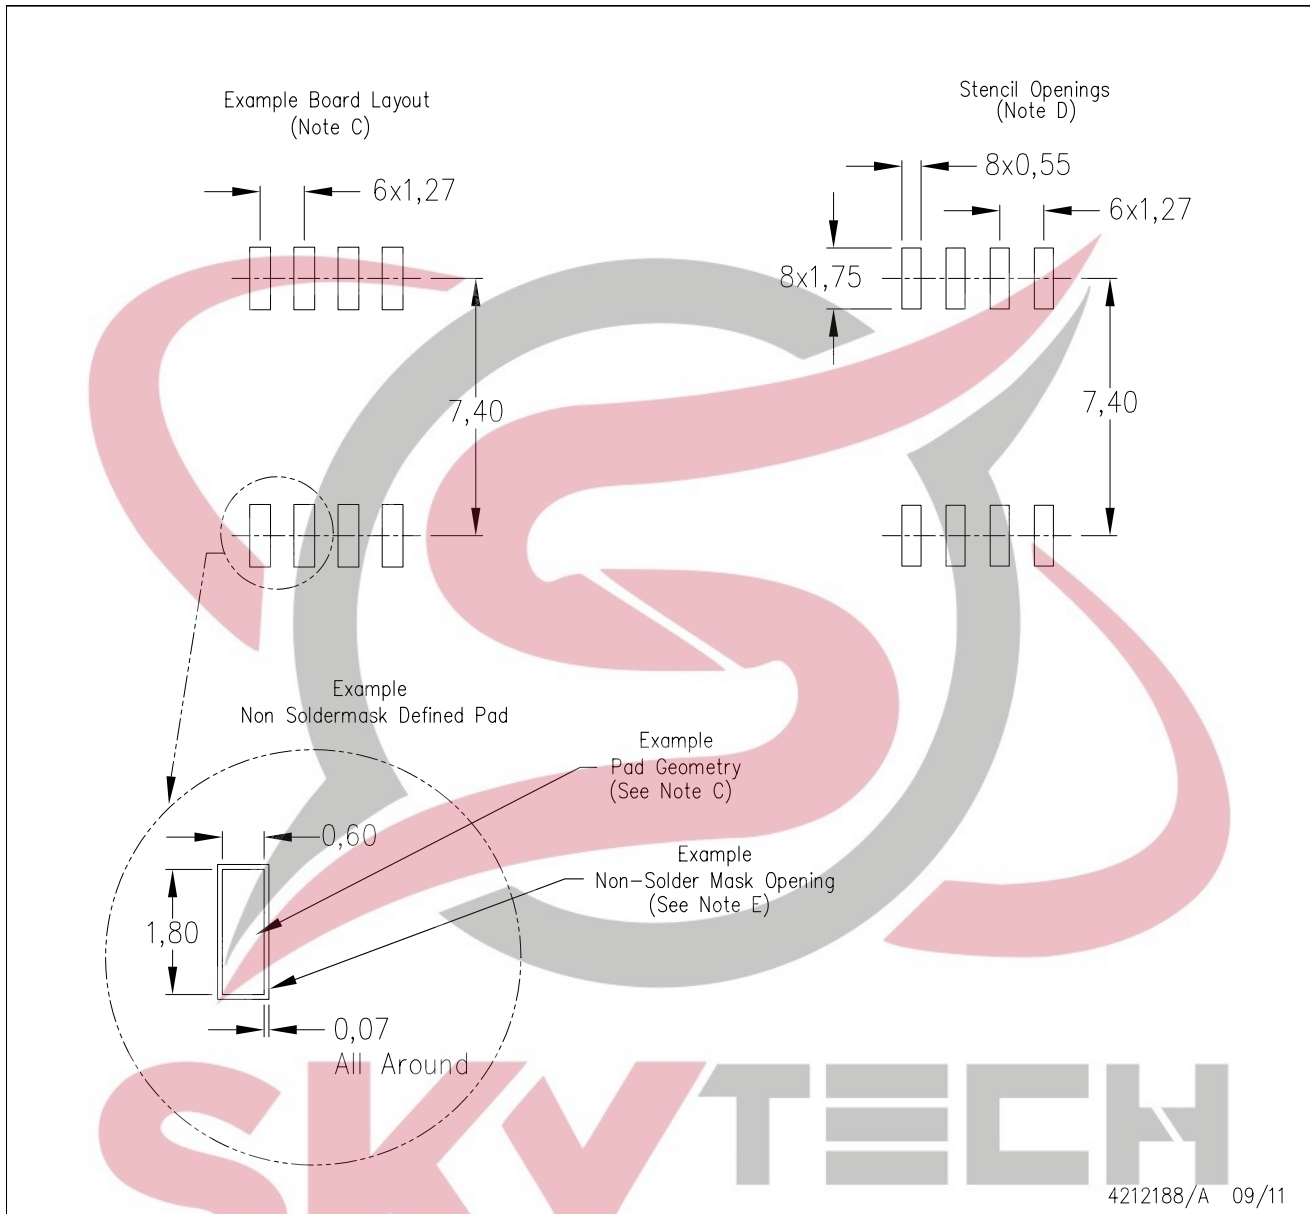 Example Board Layout
(Note C)
Stencil Openings
(Note D)
6x1,27
8x0,55
6x1,27
8x1,75
7,40
7,40
Example
Non Soldermask Defined Pad
Example
Pad Geometry
(See Note C)
0,60
Example
Non-Solder Mask Opening
(See Note E)
1,80
0,07
All Around
SKYTECH
4212188/A 09/11